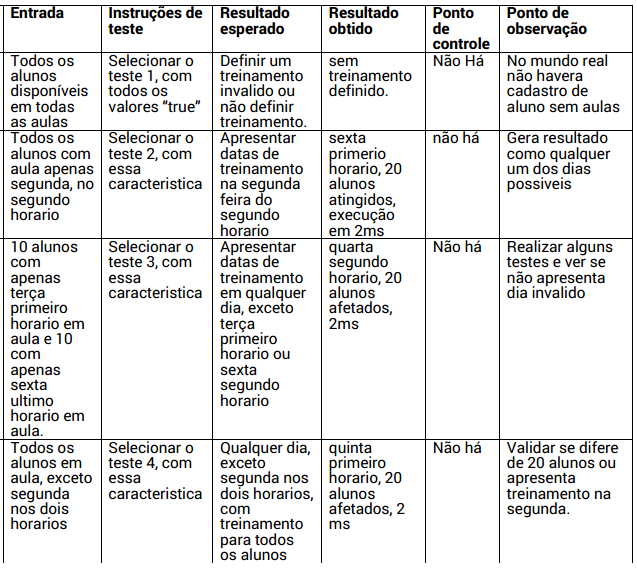 Entrada
Instruções de
teste
Resultado
esperado
Resultado
obtido
Ponto
de
controle
Ponto de
observação
Todos os
alunos
disponíveis
em todas
as aulas
Selecionar o
teste 1, com
todos os
valores “true”
Definir um
treinamento
invalido ou
não definir
treinamento.
sem
treinamento
definido.
Não Há
No mundo real
não havera
cadastro de
aluno sem aulas
Todos os
alunos com
aula apenas
segunda, no
segundo
horario
Selecionar o
teste 2, com
essa
caracteristica
Apresentar
datas de
treinamento
na segunda
feira do
segundo
horario
sexta
primerio
horario, 20
alunos
atingidos,
execução
em 2ms
não há
Gera resultado
como qualquer
um dos dias
possiveis
10 alunos
com
apenas
terça
primeiro
horario em
aula e 10
com
apenas
sexta
ultimo
horario em
aula.
Selecionar o
teste 3, com
essa
caracteristica
Apresentar
datas de
treinamento
em qualquer
dia, exceto
terça
primeiro
horario ou
sexta
segundo
horario
quarta
segundo
horario, 20
alunos
afetados,
2ms
Não há
Realizar alguns
testes e ver se
não apresenta
dia invalido
Todos os
alunos em
aula, exceto
segunda
nos dois
horarios
Selecionar o
teste 4, com
essa
caracteristica
Qualquer dia,
exceto
segunda nos
dois horarios,
com
treinamento
para todos
os alunos
quinta
primeiro
horario, 20
alunos
afetados, 2
ms
Não há
Validar se difere
de 20 alunos ou
apresenta
treinamento na
segunda.